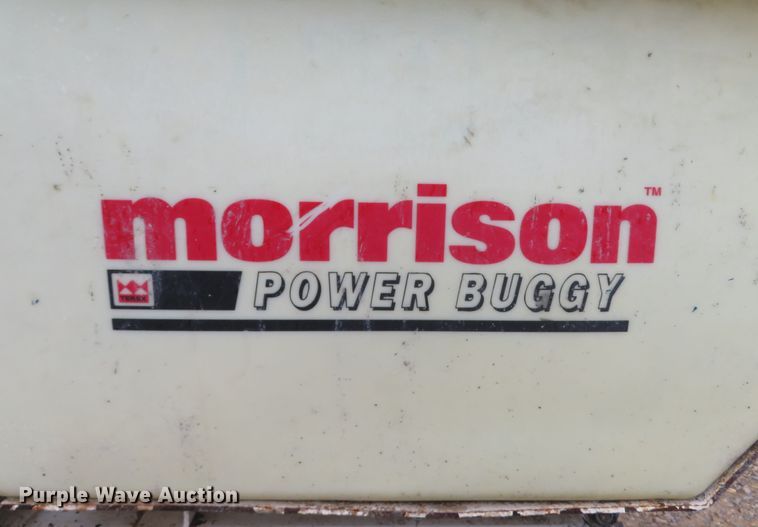 morrison™
TEREX
POWER BUGGY
Purple Wave Auction